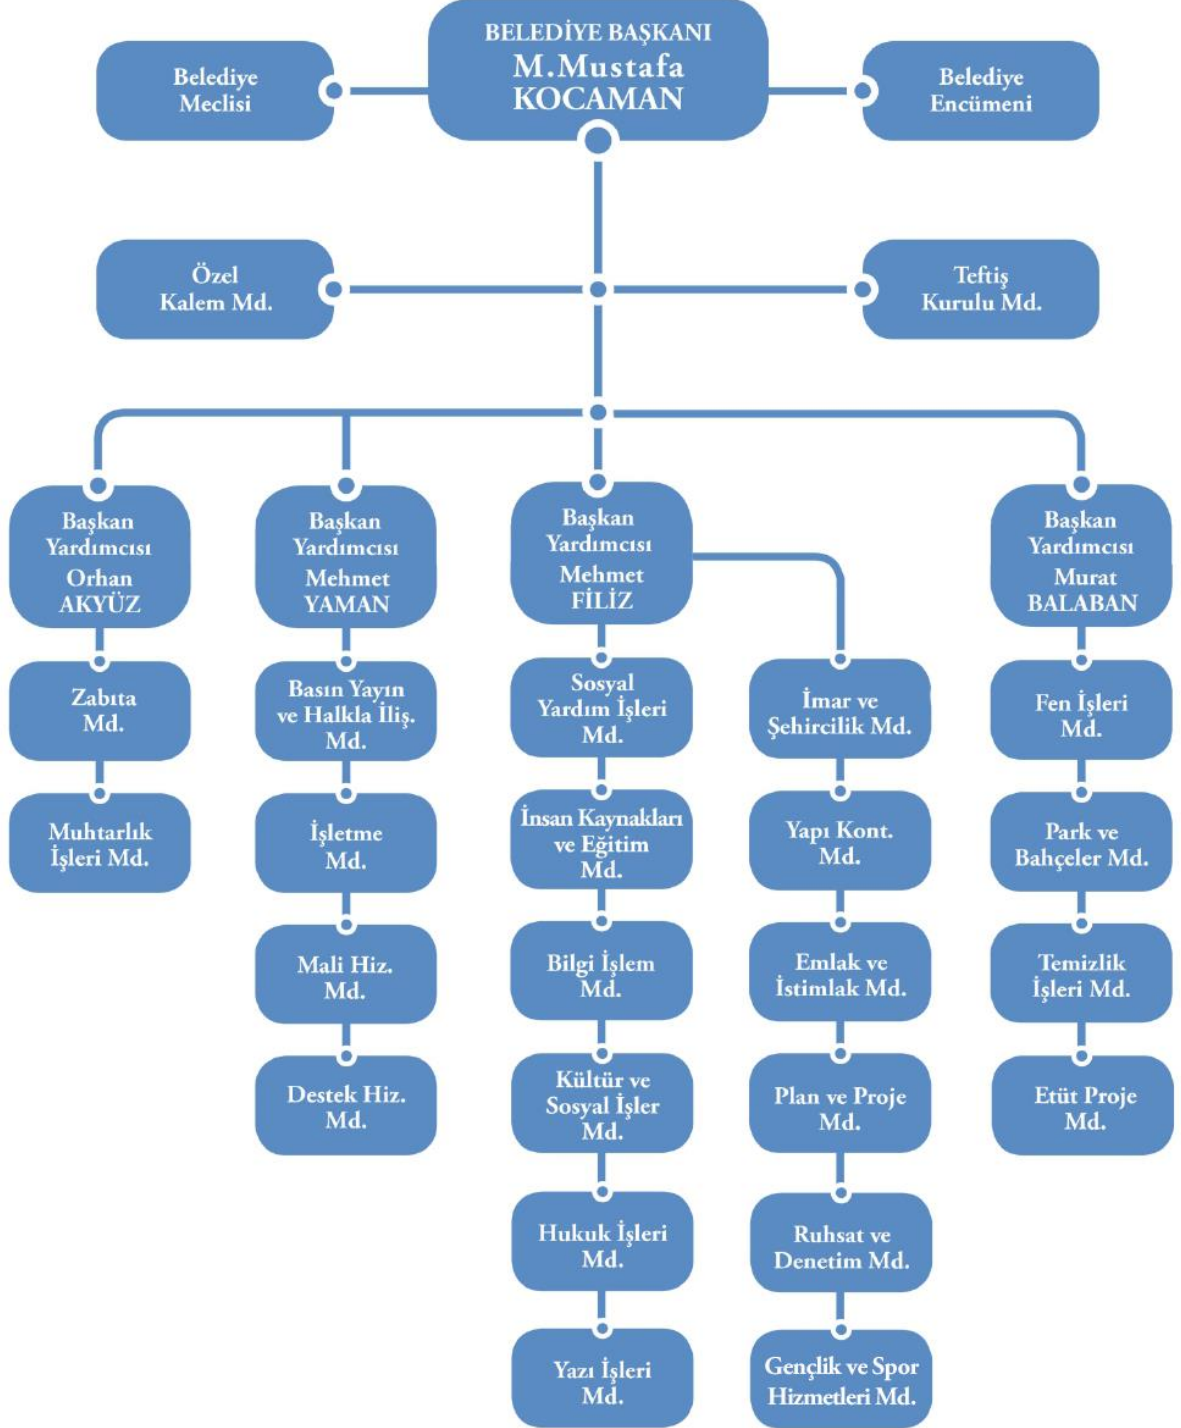 BELEDİYE BAŞKANI
M.Mustafa
KOCAMAN
Belediye
Meclisi
Belediye
Encümeni
Özel
Kalem Md.
Teftiş
Kurulu Md.
Başkan
Yardımcısı
Orhan
AKYÜZ
Zabıta
Md.
Muhtarlık
İşleri Md.
Başkan
Yardımcısı
Mehmet
YAMAN
Basın Yayın
ve Halkla İliş.
Md.
İşletme
Md.
Mali Hiz.
Md.
Destek Hiz.
Md.
Başkan
Yardımcısı
Mehmet
FİLİZ
Sosyal
Yardım İşleri
Md.
İnsan Kaynakları
ve Eğitim
Md.
Bilgi İşlem
Md.
Kültür ve
Sosyal İşler
Md.
Hukuk İşleri
Md.
Yazı İşleri
Md.
İmar ve
Şehircilik Md.
Yapı Kont.
Md.
Emlak ve
İstimlak Md.
Plan ve Proje
Md.
Ruhsat ve
Denetim Md.
Gençlik ve Spor
Hizmetleri Md.
Başkan
Yardımcısı
Murat
BALABAN
Fen İşleri
Md.
Park ve
Bahçeler Md.
Temizlik
İşleri Md.
Etüt Proje
Md.